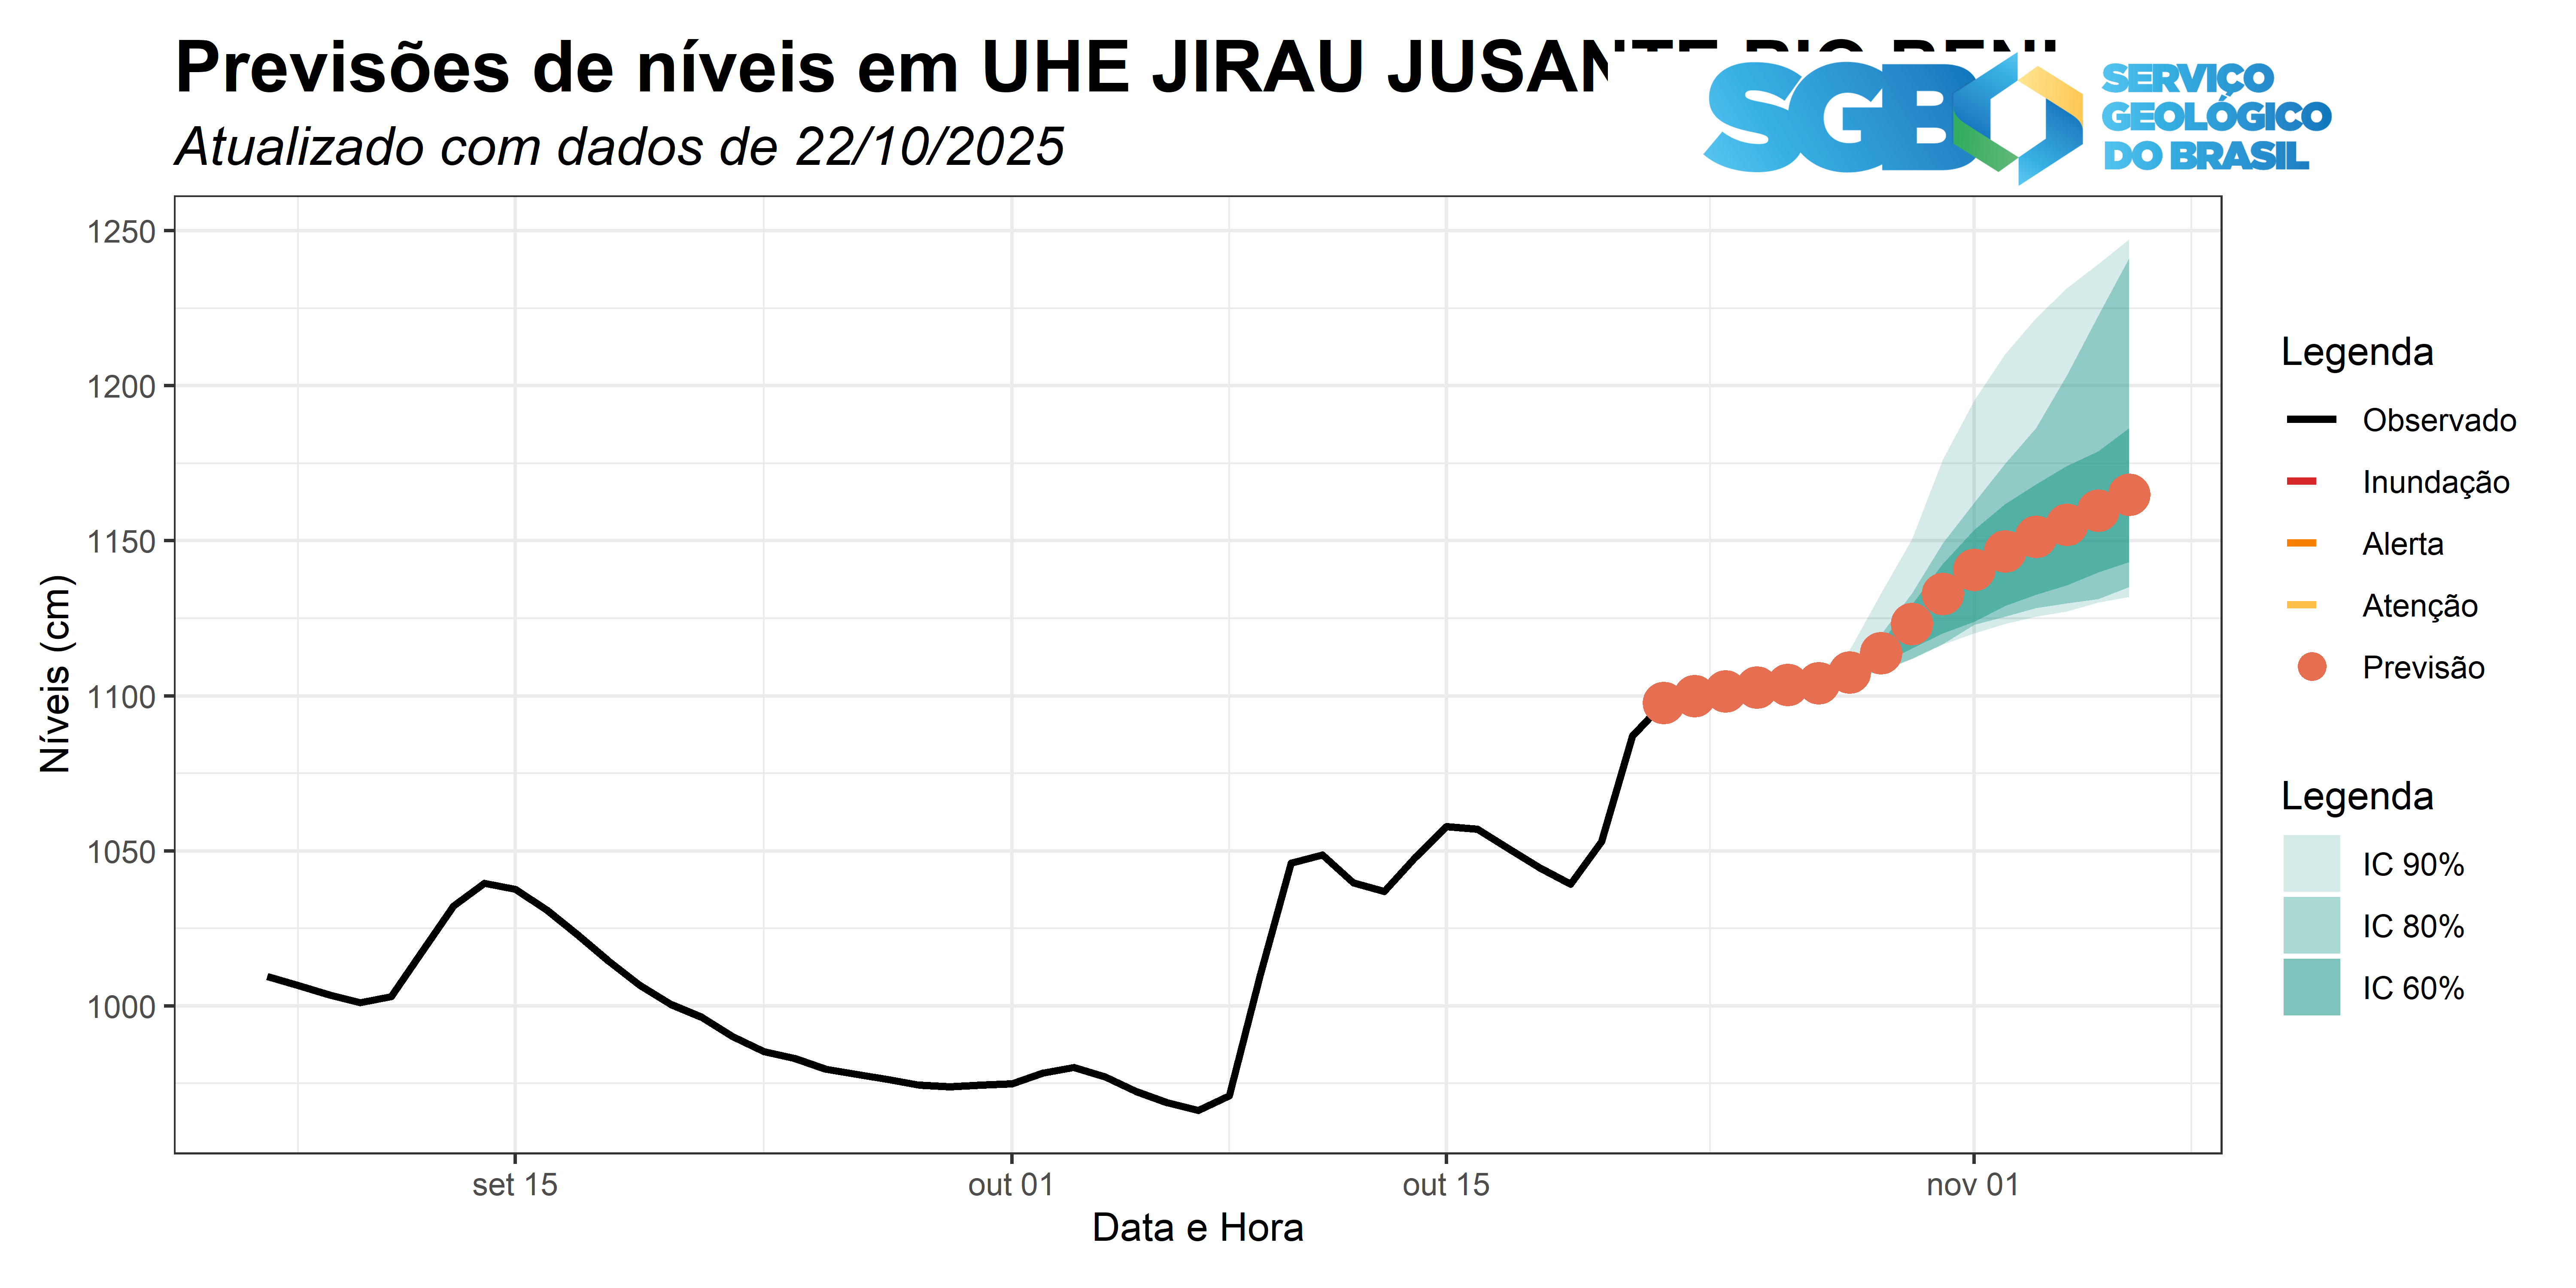 Previsões de níveis em UHE JIRAU JUSANTE RIO BENI
Atualizado com dados de 22/10/2025
SGB
SERVIÇO
GEOLÓGICO
DO BRASIL
1250
1200
1150
1100
1050
1000
Níveis (cm)
set 15
out 01
out 15
nov 01
Data e Hora
Legenda
Observado
Inundação
Alerta
Atenção
Previsão
Legenda
IC 90%
IC 80%
IC 60%